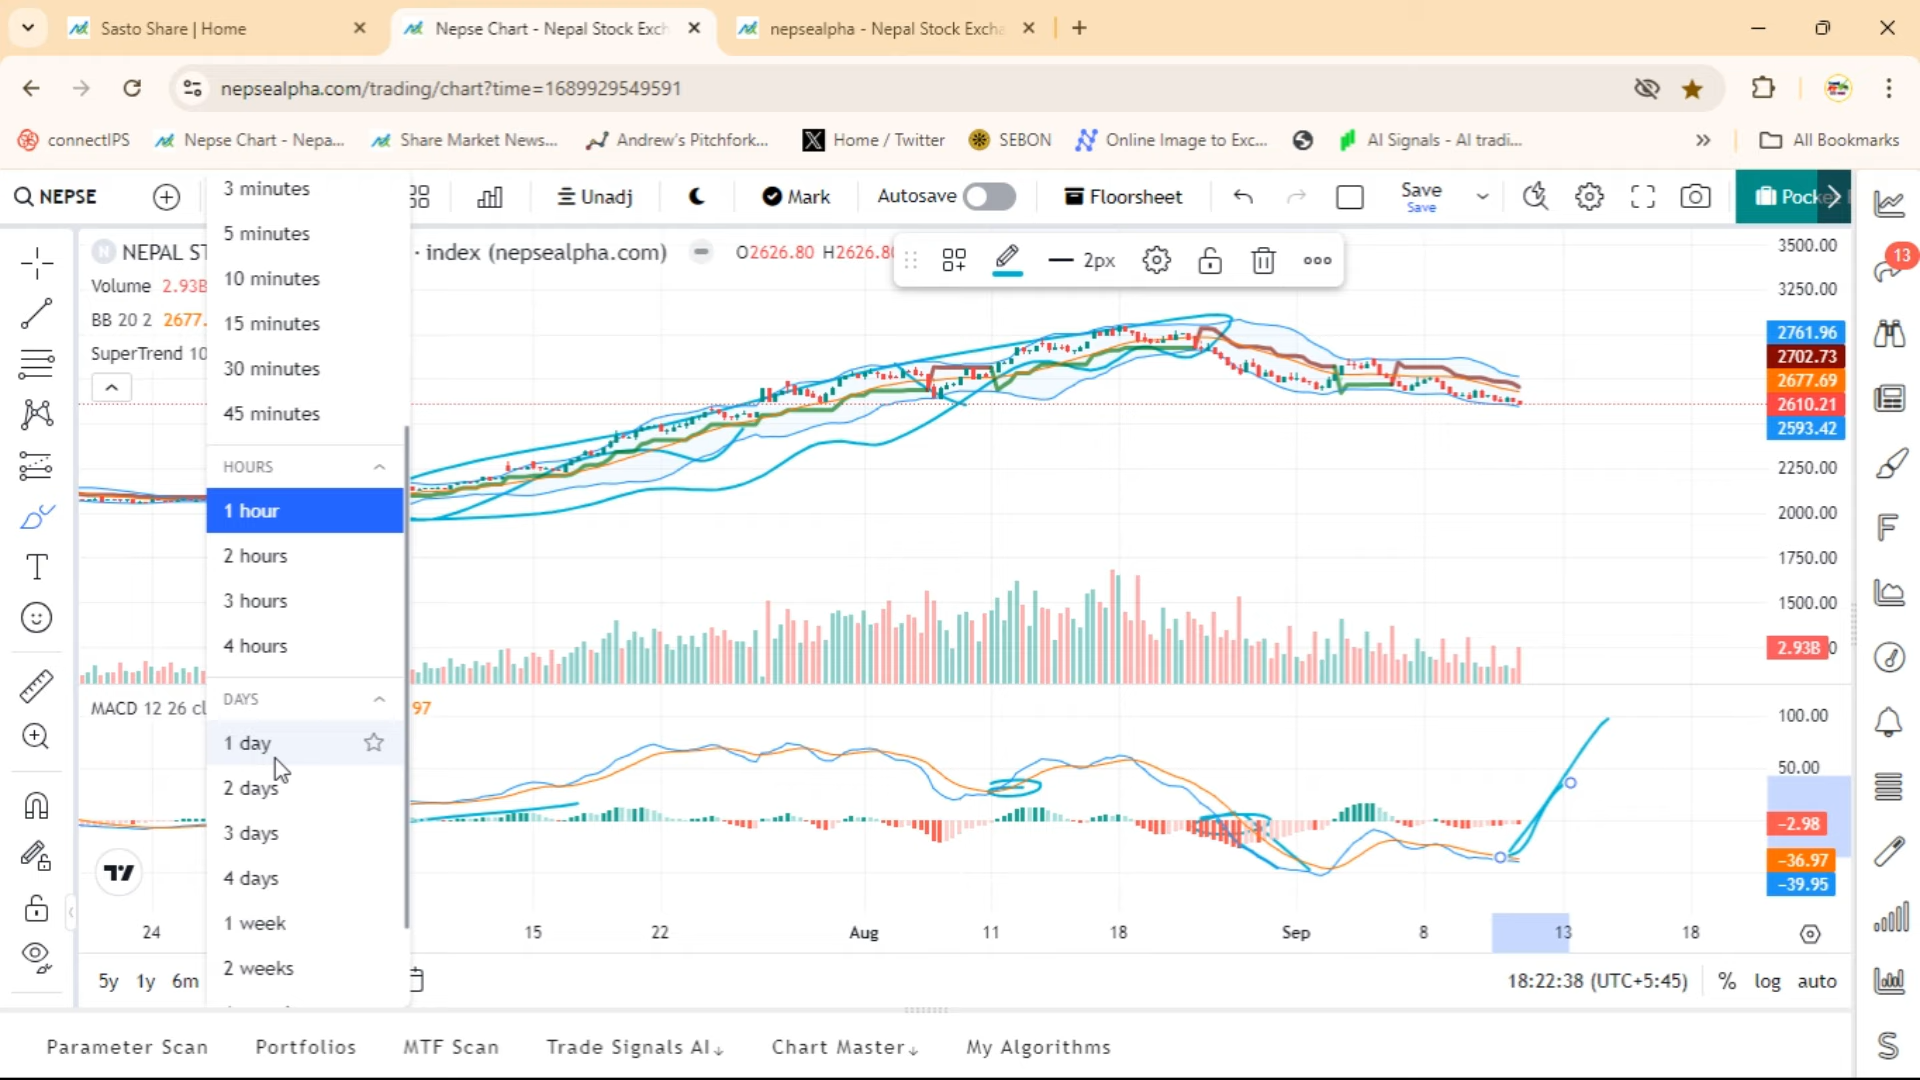 Sasto Share | Home
Nepse Chart - Nepal Stock Exch
nepsealpha - Nepal Stock Excha
nepsealpha.com/trading/chart?time=1689929549591
connectIPS
Nepse Chart - Nepa...
Share Market News...
Andrew's Pitchfork...
Home / Twitter
SEBON
Online Image to Exc...
AI Signals - AI tradi...
All Bookmarks
NEPSE
Unadj
Mark
Autosave
Floorsheet
Save
Save
Pocke
NEPAL ST
· index (nepsealpha.com)
O2626.80 H2626.80
2px
Volume 2.93B
BB 20 2 2677.
SuperTrend 10
3 minutes
5 minutes
10 minutes
15 minutes
30 minutes
45 minutes
HOURS
1 hour
2 hours
3 hours
4 hours
DAYS
1 day
2 days
3 days
4 days
1 week
2 weeks
MACD 12 26 cl
97
3500.00
3250.00
2761.96
2702.73
2677.69
2610.21
2593.42
2250.00
2000.00
1750.00
1500.00
2.93B
100.00
50.00
−2.98
−36.97
−39.95
24
15
22
Aug
11
18
Sep
8
13
18
5y 1y 6m
18:22:38 (UTC+5:45)
% log auto
13
F
S
Parameter Scan
Portfolios
MTF Scan
Trade Signals AI↓
Chart Master↓
My Algorithms